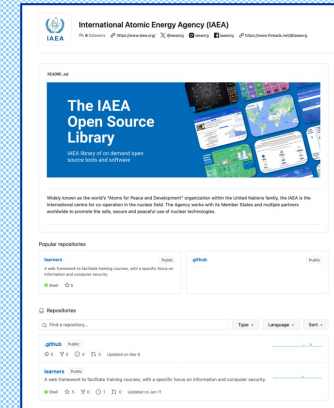 IAEA
International Atomic Energy Agency (IAEA)
6 followers https://www.iaea.org/ @iaeaorg iaeaorg iaeaorg https://www.threads.net/@iaeaorg
README.md
The IAEA
Open Source
Library
IAEA library of on demand open
source tools and software
Widely known as the world's "Atoms for Peace and Development" organization within the United Nations family, the IAEA is the
international centre for co-operation in the nuclear field. The Agency works with its Member States and multiple partners
worldwide to promote the safe, secure and peaceful use of nuclear technologies.
Popular repositories
learners Public
A web framework to facilitate training courses, with a specific focus on
information and computer security.
Shell 5
.github Public
Repositories
Find a repository...
Type
Language
Sort
.github Public
0 0 0 0 Updated on Mar 8
learners Public
A web framework to facilitate training courses, with a specific focus on information and computer security.
Shell 5 0 1 0 Updated on Jan 11